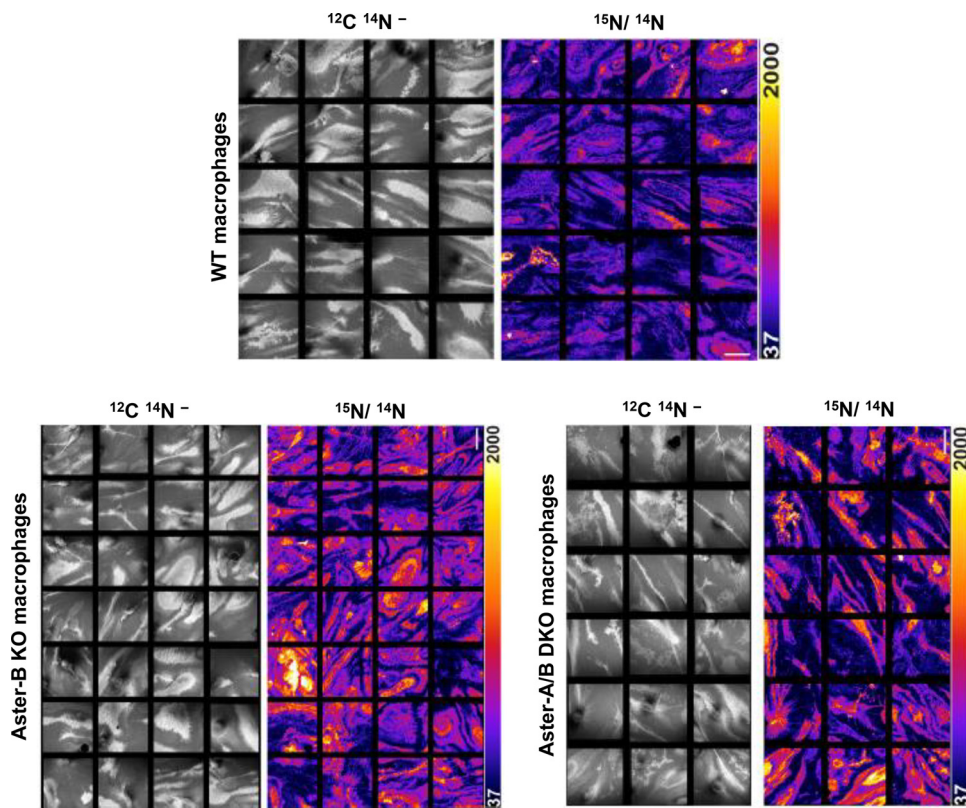 ¹²C ¹⁴N ⁻
¹⁵N/ ¹⁴N
WT macrophages
2000
37
¹²C ¹⁴N ⁻
¹⁵N/ ¹⁴N
Aster-B KO macrophages
2000
37
¹²C ¹⁴N ⁻
¹⁵N/ ¹⁴N
Aster-A/B DKO macrophages
2000
37